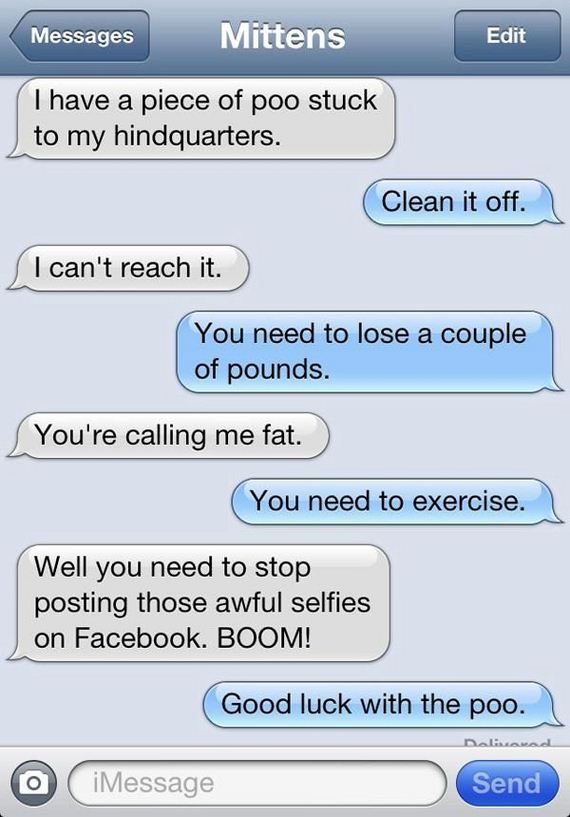 Messages
Mittens
Edit
I have a piece of poo stuck
to my hindquarters.
Clean it off.
I can't reach it.
You need to lose a couple
of pounds.
You're calling me fat.
You need to exercise.
Well you need to stop
posting those awful selfies
on Facebook. BOOM!
Good luck with the poo.
Delivered
iMessage
Send